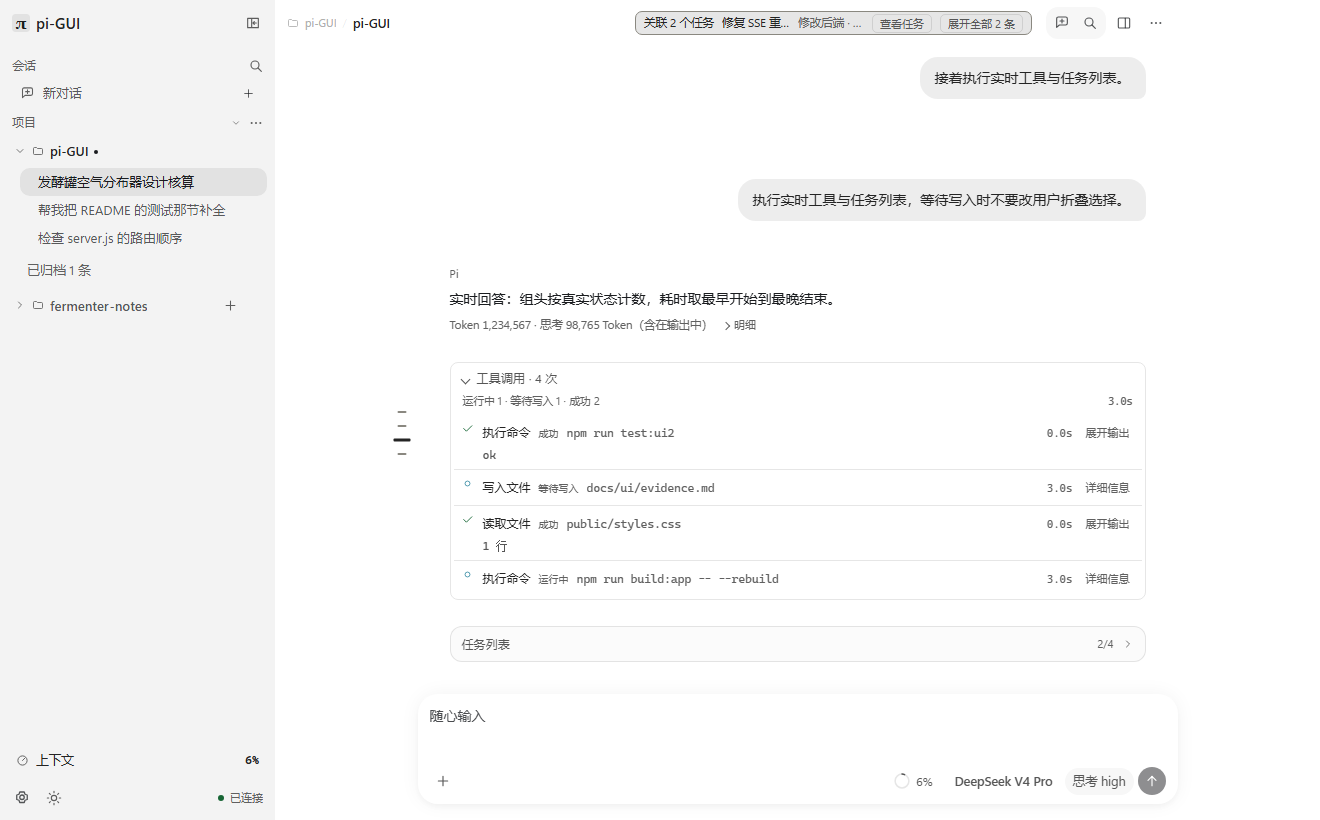 π pi-GUI
会话
新对话
项目
pi-GUI
发酵罐空气分布器设计核算
帮我把 README 的测试那节补全
检查 server.js 的路由顺序
已归档 1 条
fermenter-notes
上下文 6%
已连接
pi-GUI / pi-GUI
关联 2 个任务 修复 SSE 重... 修改后端 · ... 查看任务 展开全部 2 条
接着执行实时工具与任务列表。
执行实时工具与任务列表，等待写入时不要改用户折叠选择。
Pi
实时回答：组头按真实状态计数，耗时取最早开始到最晚结束。
Token 1,234,567 · 思考 98,765 Token（含在输出中） 明细
工具调用 · 4 次
运行中 1 · 等待写入 1 · 成功 2 3.0s
执行命令 成功 npm run test:ui2 0.0s 展开输出
ok
写入文件 等待写入 docs/ui/evidence.md 3.0s 详细信息
读取文件 成功 public/styles.css 0.0s 展开输出
1 行
执行命令 运行中 npm run build:app -- --rebuild 3.0s 详细信息
任务列表 2/4
随心输入
6% DeepSeek V4 Pro 思考 high